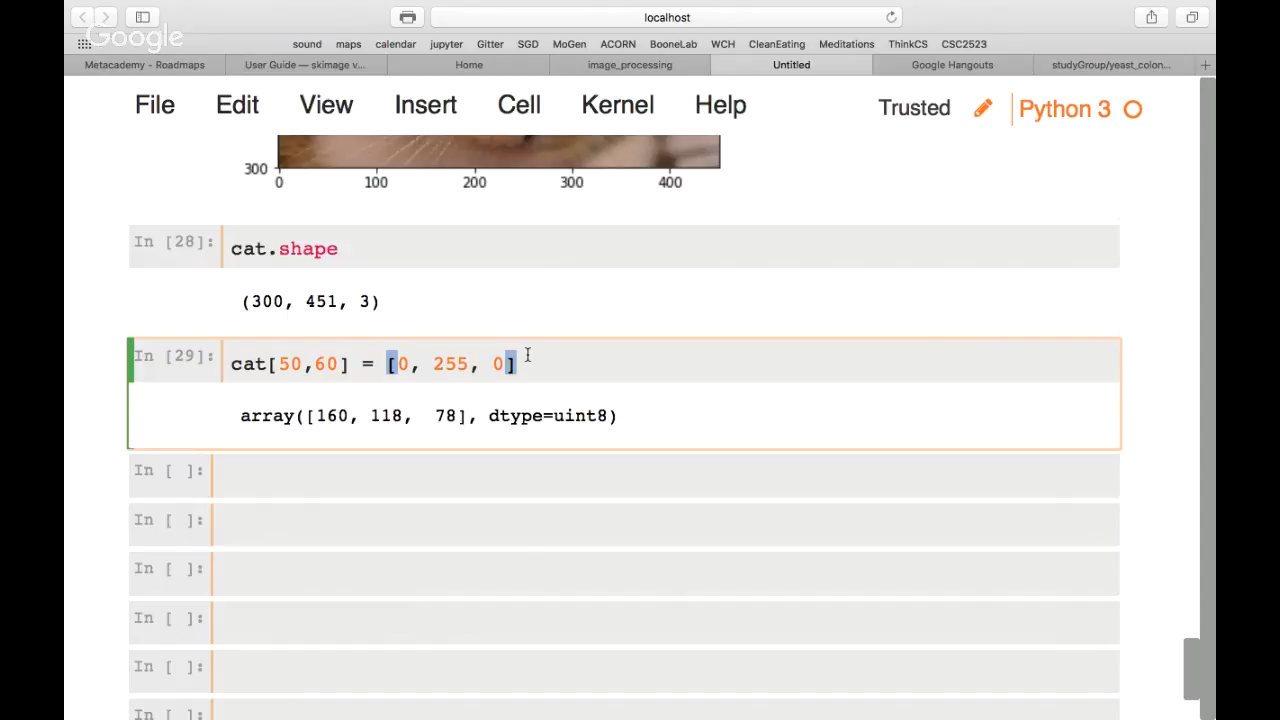 localhost
Google
sound maps calendar jupyter Gitter SGD MoGen ACORN BooneLab WCH CleanEating Meditations ThinkCS CSC2523
Metacademy - Roadmaps User Guide — skimage v... Home image_processing Untitled Google Hangouts studyGroup/yeast_colon... +
File Edit View Insert Cell Kernel Help Trusted Python 3
300
0 100 200 300 400
In [28]: cat.shape
(300, 451, 3)
In [29]: cat[50,60] = [0, 255, 0]
array([160, 118, 78], dtype=uint8)
In [ ]:
In [ ]:
In [ ]:
In [ ]:
In [ ]:
In [ ]: